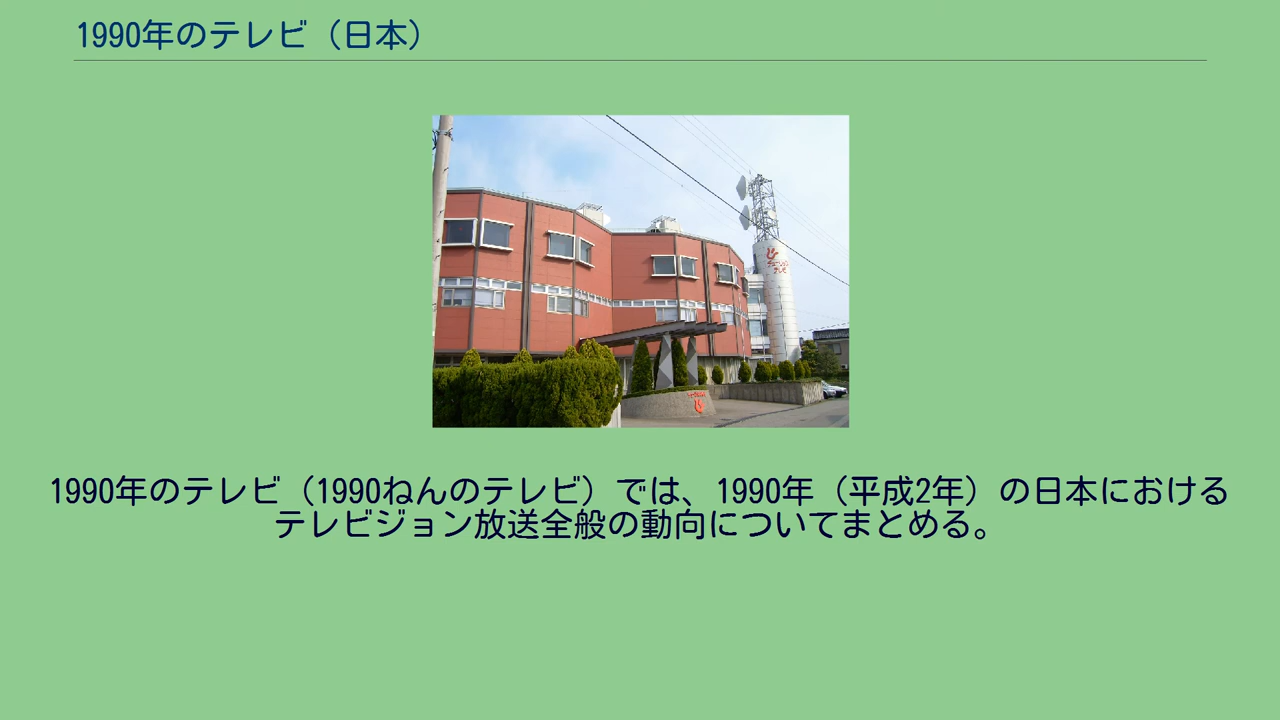 1990年のテレビ（日本）
1990年のテレビ（1990ねんのテレビ）では、1990年（平成2年）の日本における
テレビジョン放送全般の動向についてまとめる。